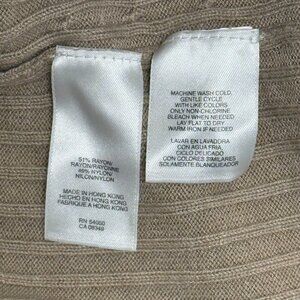 51% RAYON/
RAYON/RAYONNE
49% NYLON/
NILON/NYLON
MADE IN HONG KONG
HECHO EN HONG KONG
FABRIQUE A HONG KONG
RN 54050
CA 08349
MACHINE WASH COLD,
GENTLE CYCLE
WITH LIKE COLORS
ONLY NON-CHLORINE
BLEACH WHEN NEEDED
LAY FLAT TO DRY
WARM IRON IF NEEDED
LAVAR EN LAVADORA
CON AGUA FRIA,
CICLO DELICADO
CON COLORES SIMILARES
SOLAMENTE BLANQUEADOR